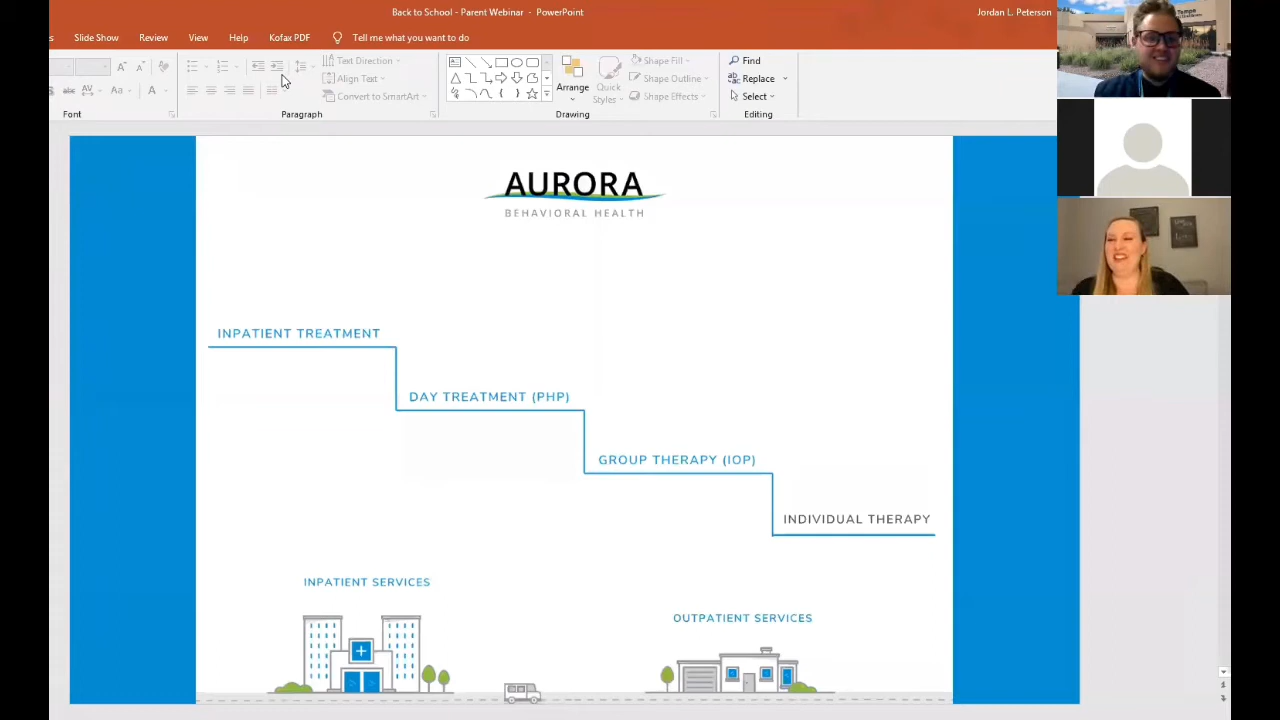 Back to School - Parent Webinar - PowerPoint
Jordan L. Peterson
Slide Show Review View Help Kofax PDF Tell me what you want to do
Text Direction
Align Text
Convert to SmartArt
Arrange
Quick
Styles
Shape Fill
Shape Outline
Shape Effects
Find
Replace
Select
Font
Paragraph
Drawing
Editing
Tempe
AURORA
BEHAVIORAL HEALTH
INPATIENT TREATMENT
DAY TREATMENT (PHP)
GROUP THERAPY (IOP)
INDIVIDUAL THERAPY
INPATIENT SERVICES
OUTPATIENT SERVICES